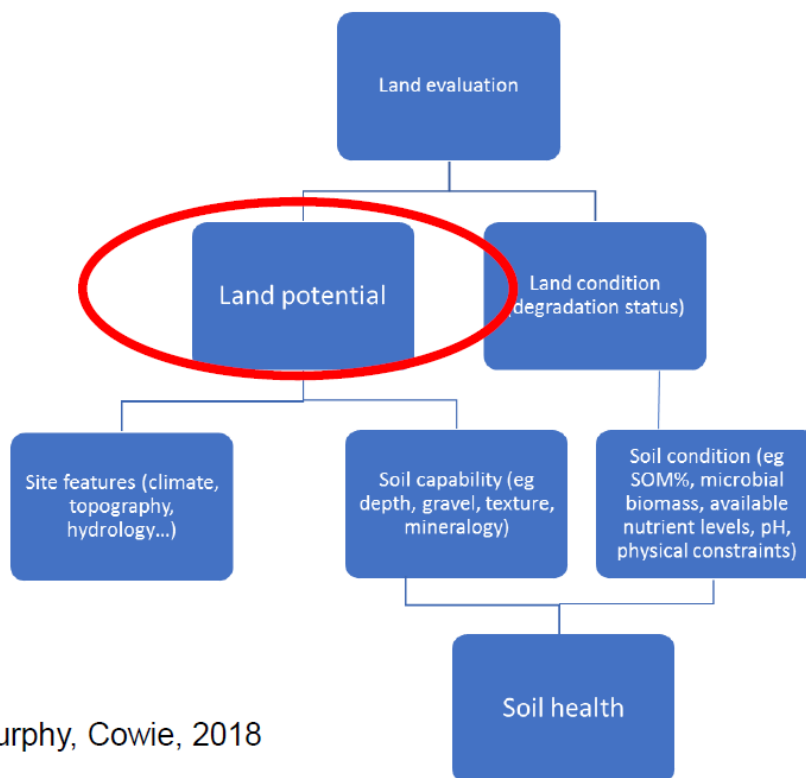 Land evaluation
Land potential
Land condition
(degradation status)
Site features (climate,
topography,
hydrology...)
Soil capability (eg
depth, gravel, texture,
mineralogy)
Soil condition (eg
SOM%, microbial
biomass, available
nutrient levels, pH,
physical constraints)
Soil health
urphy, Cowie, 2018